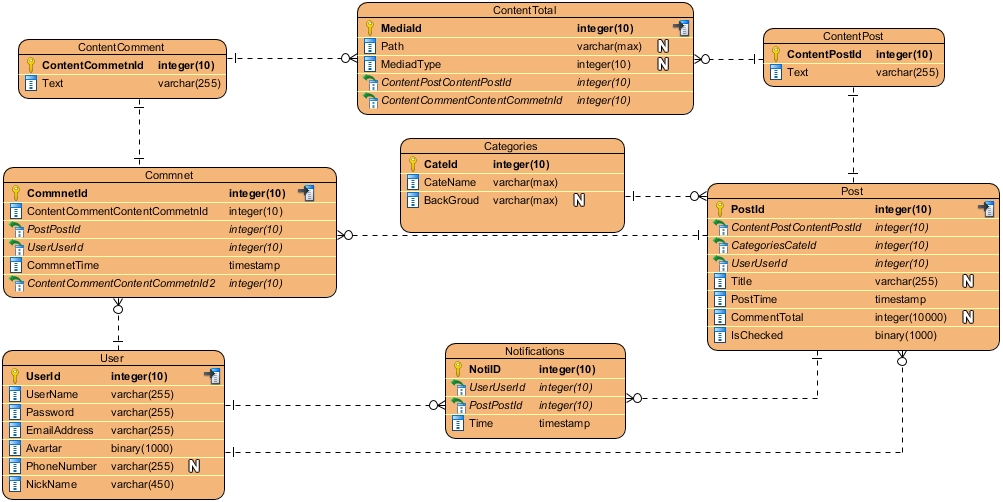 ContentTotal
MediaId integer(10)
Path varchar(max) N
MediadType integer(10) N
ContentPostContentPostId integer(10)
ContentCommentContentCommetnId integer(10)
ContentComment
ContentCommetnId integer(10)
Text varchar(255)
ContentPost
ContentPostId integer(10)
Text varchar(255)
Categories
CateId integer(10)
CateName varchar(max)
BackGroud varchar(max) N
Commnet
CommnetId integer(10)
ContentCommentContentCommetnId integer(10)
PostPostId integer(10)
UserUserId integer(10)
CommnetTime timestamp
ContentCommentContentCommetnId2 integer(10)
Post
PostId integer(10)
ContentPostContentPostId integer(10)
CategoriesCateId integer(10)
UserUserId integer(10)
Title varchar(255) N
PostTime timestamp
CommentTotal integer(10000) N
IsChecked binary(1000)
User
UserId integer(10)
UserName varchar(255)
Password varchar(255)
EmailAddress varchar(255)
Avartar binary(1000)
PhoneNumber varchar(255) N
NickName varchar(450)
Notifications
NotiID integer(10)
UserUserId integer(10)
PostPostId integer(10)
Time timestamp